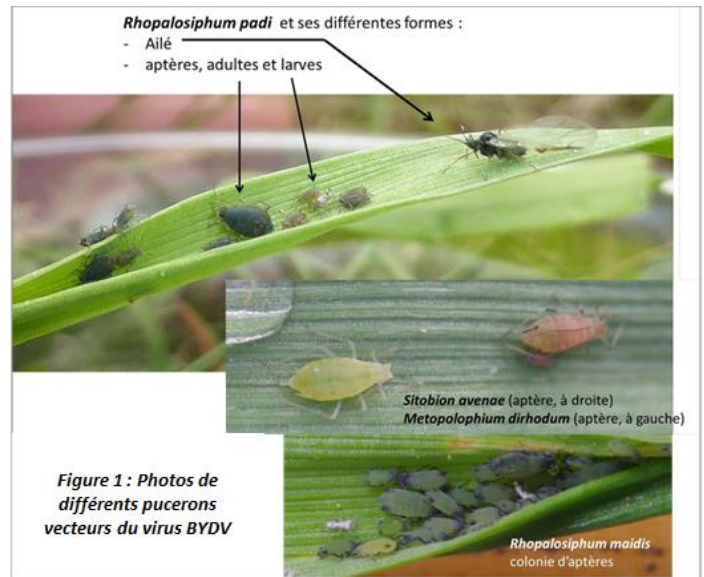 Rhopalosiphum padi et ses différentes formes :
- Ailé
- aptères, adultes et larves
Sitobion avenae (aptère, à droite)
Metopolophium dirhodum (aptère, à gauche)
Figure 1 : Photos de
différents pucerons
vecteurs du virus BYDV
Rhopalosiphum maidis
colonie d'aptères